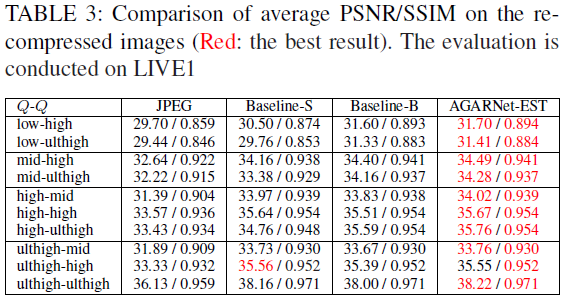 TABLE 3: Comparison of average PSNR/SSIM on the re-
compressed images (Red: the best result). The evaluation is
conducted on LIVE1
Q-Q JPEG Baseline-S Baseline-B AGARNet-EST
low-high 29.70 / 0.859 30.50 / 0.874 31.60 / 0.893 31.70 / 0.894
low-ulthigh 29.44 / 0.846 29.76 / 0.853 31.33 / 0.883 31.41 / 0.884
mid-high 32.64 / 0.922 34.16 / 0.938 34.40 / 0.941 34.49 / 0.941
mid-ulthigh 32.22 / 0.915 33.38 / 0.929 34.16 / 0.937 34.28 / 0.937
high-mid 31.39 / 0.904 33.97 / 0.939 33.83 / 0.938 34.02 / 0.939
high-high 33.57 / 0.936 35.64 / 0.954 35.51 / 0.954 35.67 / 0.954
high-ulthigh 33.43 / 0.934 34.76 / 0.948 35.59 / 0.954 35.76 / 0.954
ulthigh-mid 31.89 / 0.909 33.73 / 0.930 33.67 / 0.930 33.76 / 0.930
ulthigh-high 33.33 / 0.932 35.56 / 0.952 35.39 / 0.952 35.55 / 0.952
ulthigh-ulthigh 36.13 / 0.959 38.16 / 0.971 38.00 / 0.971 38.22 / 0.971